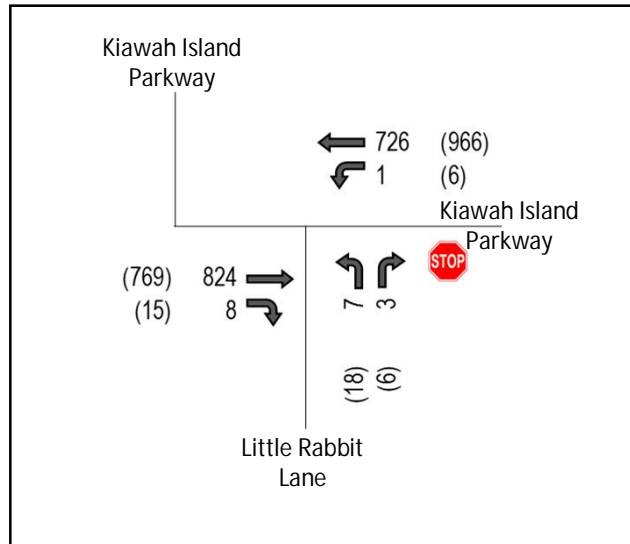 Kiawah Island
Parkway
726 (966)
1 (6)
Kiawah Island
Parkway
STOP
(769) 824
(15) 8
7 3
(18) (6)
Little Rabbit
Lane